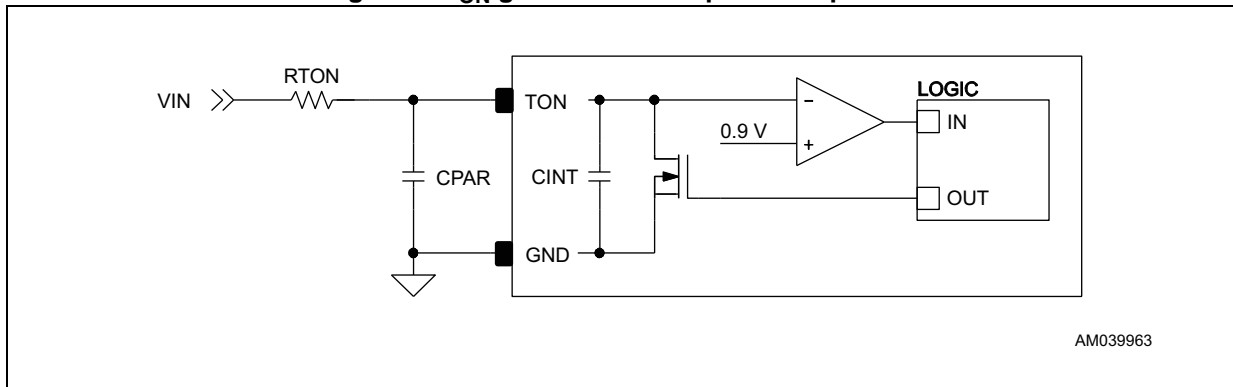 RTON
VIN
TON
LOGIC
IN
0.9 V
CPAR
CINT
OUT
GND
AM039963